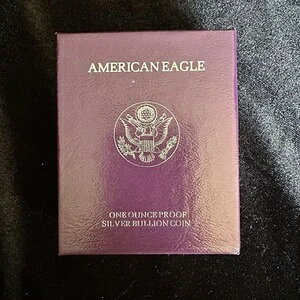 AMERICAN EAGLE
ONE OUNCE PROOF
SILVER BULLION COIN